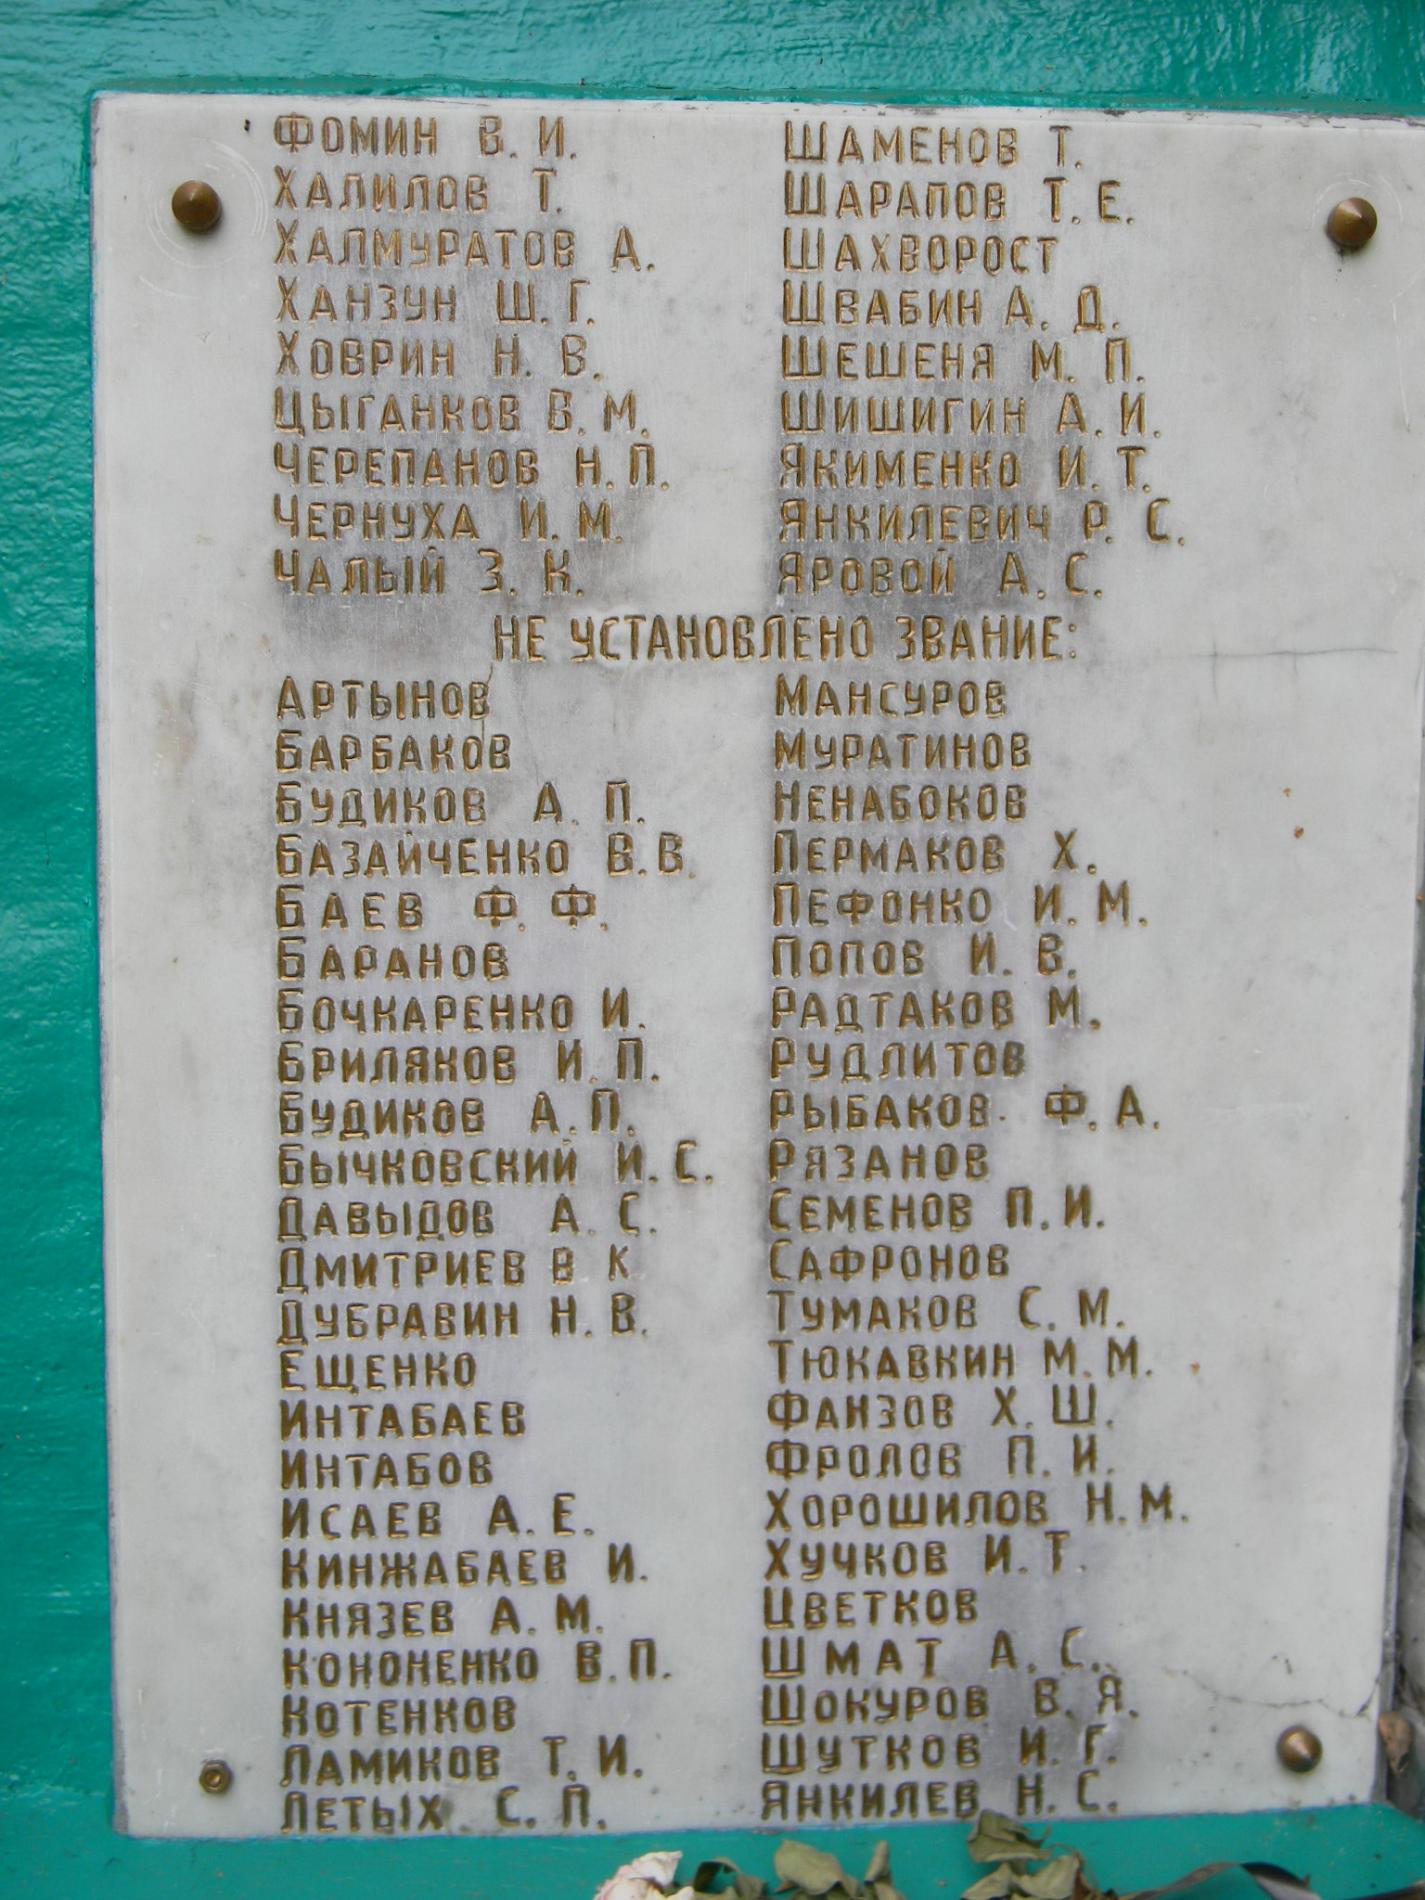 ФОМИН В. И.
ХАЛИЛОВ Т.
ХАЛМУРАТОВ А.
ХАНЗУН Ш. Г.
ХОВРИН Н. В.
ЦЫГАНКОВ В. М.
ЧЕРЕПАНОВ Н. П.
ЧЕРНУХА И. М.
ЧАЛЫЙ З. К.
ШАМЕНОВ Т.
ШАРАПОВ Т. Е.
ШАХВОРОСТ
ШВАБИН А. Д.
ШЕШЕНЯ М. П.
ШИШИГИН А. И.
ЯКИМЕНКО И. Т.
ЯНКИЛЕВИЧ Р. С.
ЯРОВОЙ А. С.
НЕ УСТАНОВЛЕНО ЗВАНИЕ:
АРТЫНОВ
БАРБАКОВ
БУДИКОВ А. П.
БАЗАЙЧЕНКО В. В.
БАЕВ Ф. Ф.
БАРАНОВ
БОЧКАРЕНКО И.
БРИЛЯКОВ И. П.
БУДИКОВ А. П.
БЫЧКОВСКИЙ И. С.
ДАВЫДОВ А. С.
ДМИТРИЕВ В К
ДУБРАВИН Н. В.
ЕЩЕНКО
ИНТАБАЕВ
ИНТАБОВ
ИСАЕВ А. Е.
КИНЖАБАЕВ И.
КНЯЗЕВ А. М.
КОНОНЕНКО В. П.
КОТЕНКОВ
ЛАМИКОВ Т. И.
ЛЕТЫХ С. П.
МАНСУРОВ
МУРАТИНОВ
НЕНАБОКОВ
ПЕРМАКОВ Х.
ПЕФОНКО И. М.
ПОПОВ И. В.
РАДТАКОВ М.
РУДЛИТОВ
РЫБАКОВ Ф. А.
РЯЗАНОВ
СЕМЕНОВ П. И.
САФРОНОВ
ТУМАКОВ С. М.
ТЮКАВКИН М. М.
ФАНЗОВ Х. Ш.
ФРОЛОВ П. И.
ХОРОШИЛОВ Н. М.
ХУЧКОВ И. Т.
ЦВЕТКОВ
ШМАТ А. С.
ШОКУРОВ В. Я.
ШУТКОВ И. Г.
ЯНКИЛЕВ Н. С.